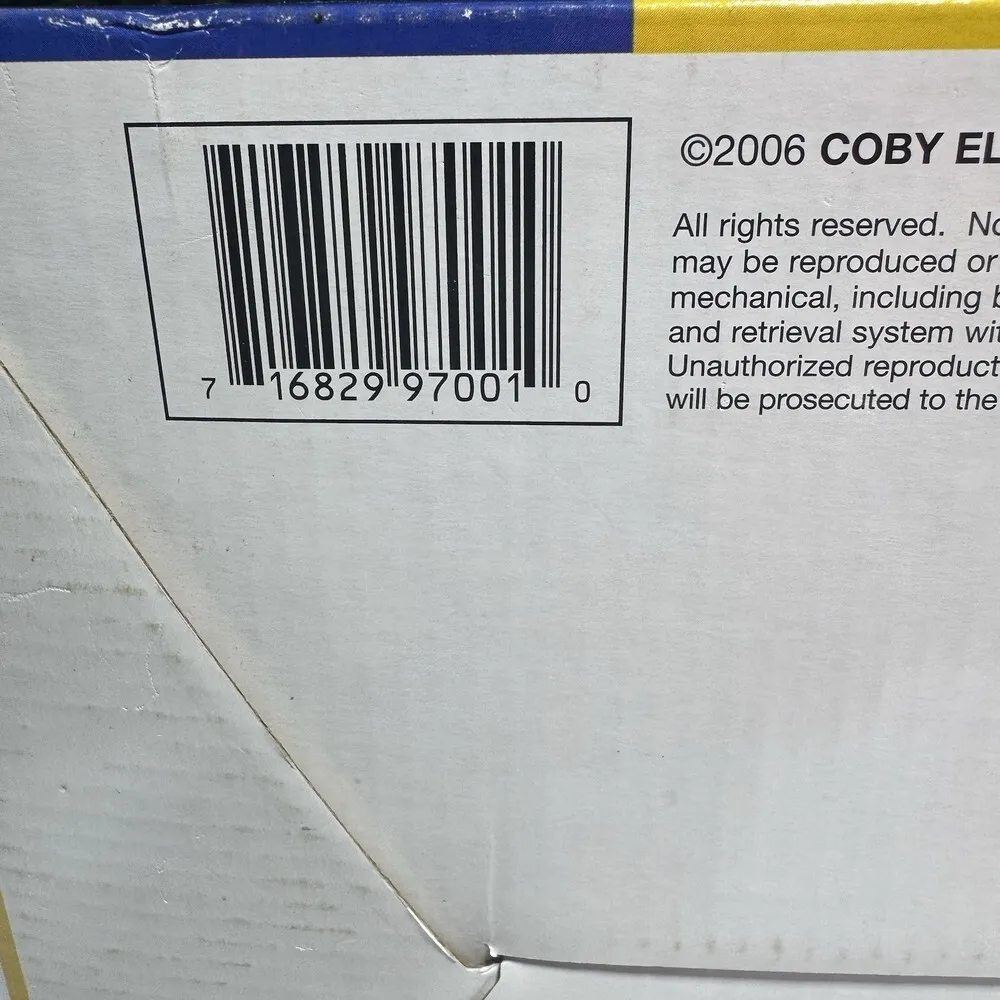 7 16829 97001 0
©2006 COBY EL
All rights reserved. No
may be reproduced or
mechanical, including b
and retrieval system wit
Unauthorized reproduct
will be prosecuted to the